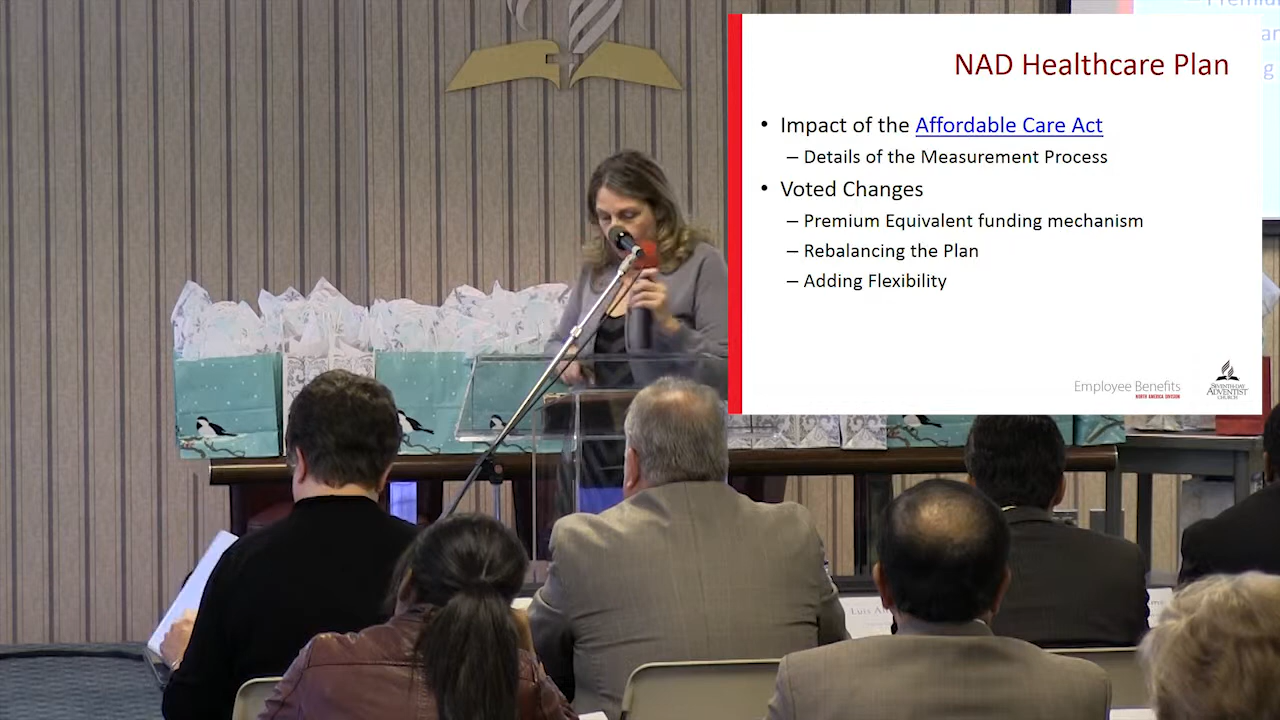 NAD Healthcare Plan
• Impact of the Affordable Care Act
– Details of the Measurement Process
• Voted Changes
– Premium Equivalent funding mechanism
– Rebalancing the Plan
– Adding Flexibility
Employee Benefits
NORTH AMERICA DIVISION
SEVENTH-DAY
ADVENTIST
CHURCH
Luis